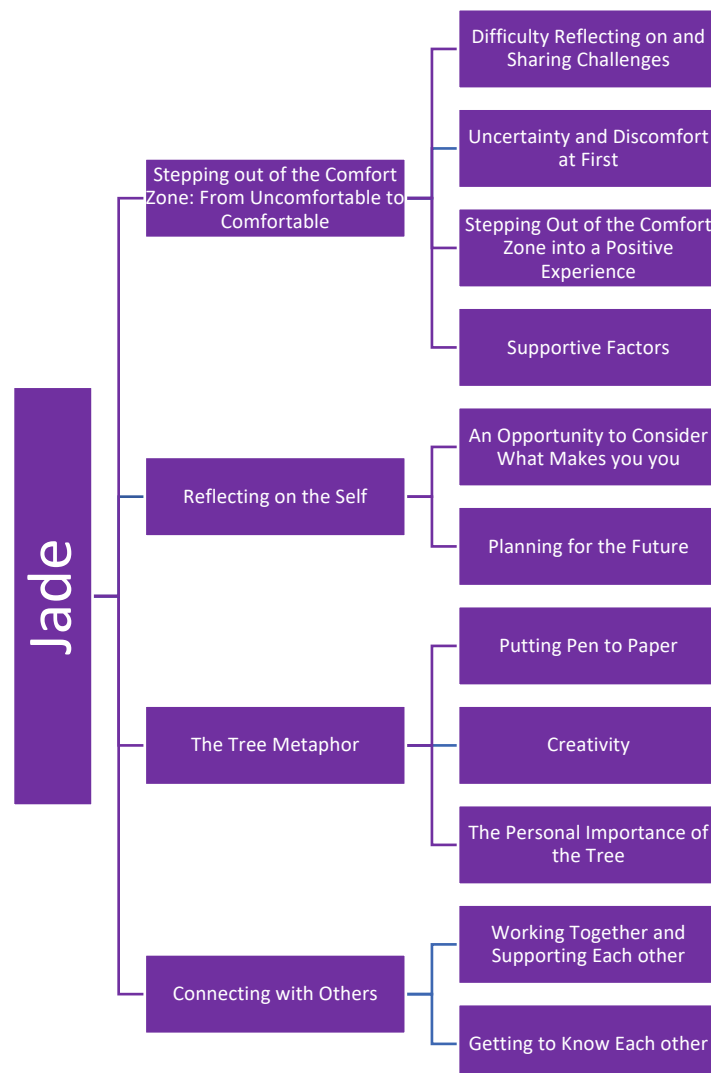 Jade
Stepping out of the Comfort
Zone: From Uncomfortable to
Comfortable
Difficulty Reflecting on and
Sharing Challenges
Uncertainty and Discomfort
at First
Stepping Out of the Comfort
Zone into a Positive
Experience
Supportive Factors
Reflecting on the Self
An Opportunity to Consider
What Makes you you
Planning for the Future
The Tree Metaphor
Putting Pen to Paper
Creativity
The Personal Importance of
the Tree
Connecting with Others
Working Together and
Supporting Each other
Getting to Know Each other